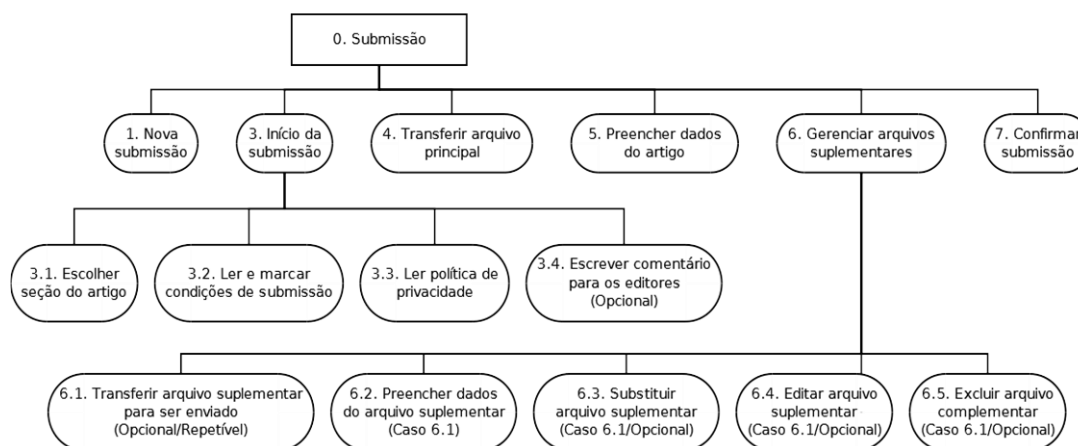 0. Submissão
1. Nova
submissão
3. Início da
submissão
4. Transferir arquivo
principal
5. Preencher dados
do artigo
6. Gerenciar arquivos
suplementares
7. Confirmar
submissão
3.1. Escolher
seção do artigo
3.2. Ler e marcar
condições de submissão
3.3. Ler política de
privacidade
3.4. Escrever comentário
para os editores
(Opcional)
6.1. Transferir arquivo suplementar
para ser enviado
(Opcional/Repetível)
6.2. Preencher dados
do arquivo suplementar
(Caso 6.1)
6.3. Substituir
arquivo suplementar
(Caso 6.1/Opcional)
6.4. Editar arquivo
suplementar
(Caso 6.1/Opcional)
6.5. Excluir arquivo
complementar
(Caso 6.1/Opcional)